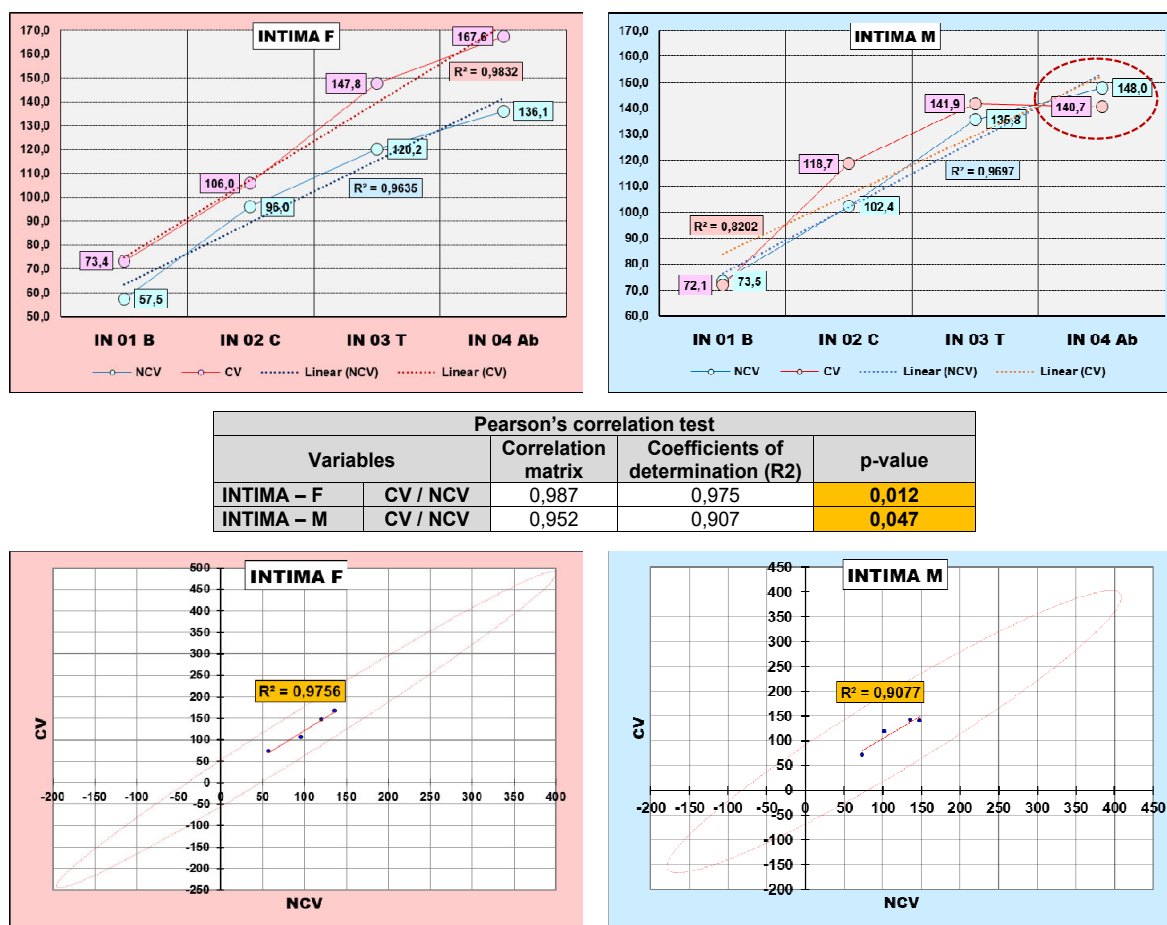 INTIMA F
170,0
160,0
150,0
140,0
130,0
120,0
110,0
100,0
90,0
80,0
70,0
60,0
50,0
167,6
R² = 0,9832
147,8
136,1
120,2
106,0
R² = 0,9635
96,0
73,4
57,5
IN 01 B IN 02 C IN 03 T IN 04 Ab
NCV CV Linear (NCV) Linear (CV)
INTIMA M
170,0
160,0
150,0
140,0
130,0
120,0
110,0
100,0
90,0
80,0
70,0
60,0
148,0
141,9
140,7
135,8
118,7
R² = 0,9697
102,4
R² = 0,8202
72,1
73,5
IN 01 B IN 02 C IN 03 T IN 04 Ab
NCV CV Linear (NCV) Linear (CV)
Pearson's correlation test
Variables Correlation matrix Coefficients of determination (R2) p-value
INTIMA – F CV / NCV 0,987 0,975 0,012
INTIMA – M CV / NCV 0,952 0,907 0,047
INTIMA F
500
450
400
350
300
250
200
150
100
50
0
-50
-100
-150
-200
-250
R² = 0,9756
-200 -150 -100 -50 0 50 100 150 200 250 300 350 400
CV
NCV
INTIMA M
450
400
350
300
250
200
150
100
50
0
-50
-100
-150
-200
R² = 0,9077
-200 -150 -100 -50 0 50 100 150 200 250 300 350 400 450
CV
NCV